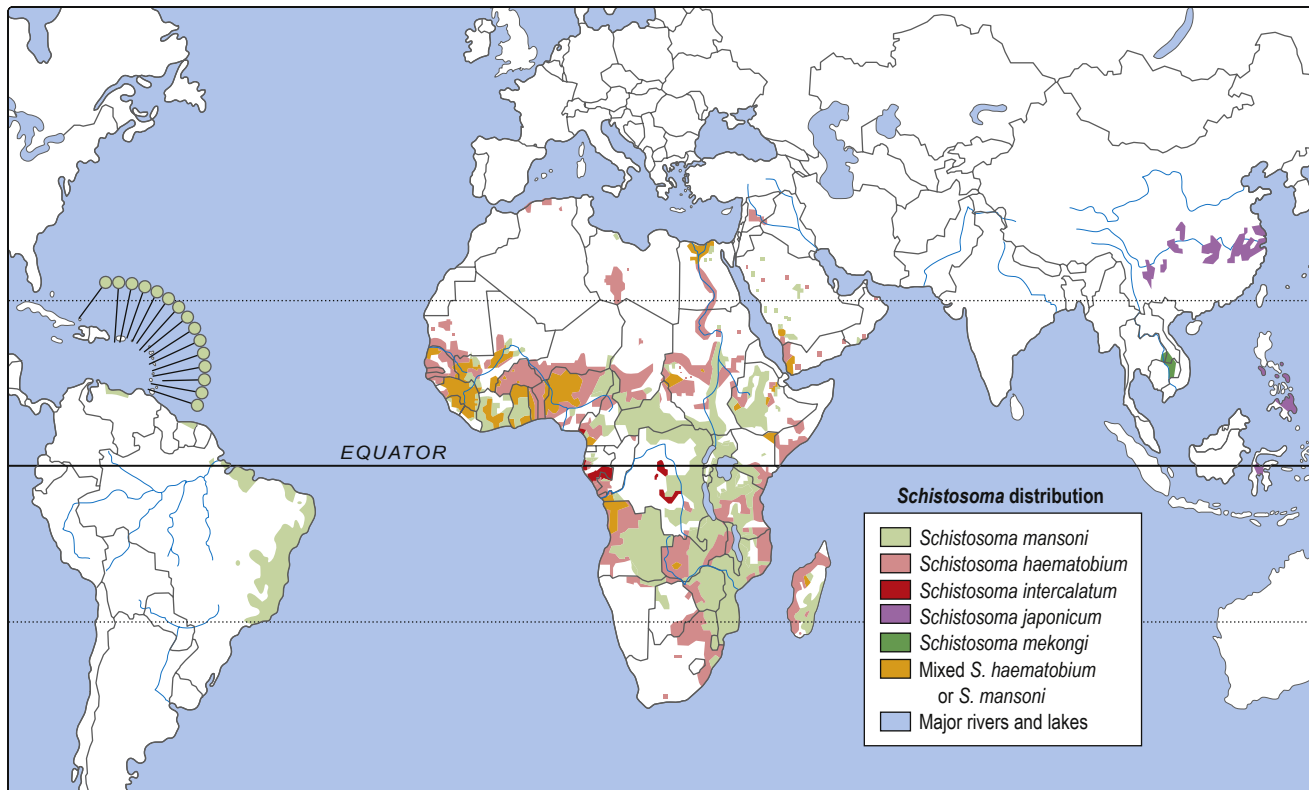 EQUATOR
Schistosoma distribution
Schistosoma mansoni
Schistosoma haematobium
Schistosoma intercalatum
Schistosoma japonicum
Schistosoma mekongi
Mixed S. haematobium
or S. mansoni
Major rivers and lakes